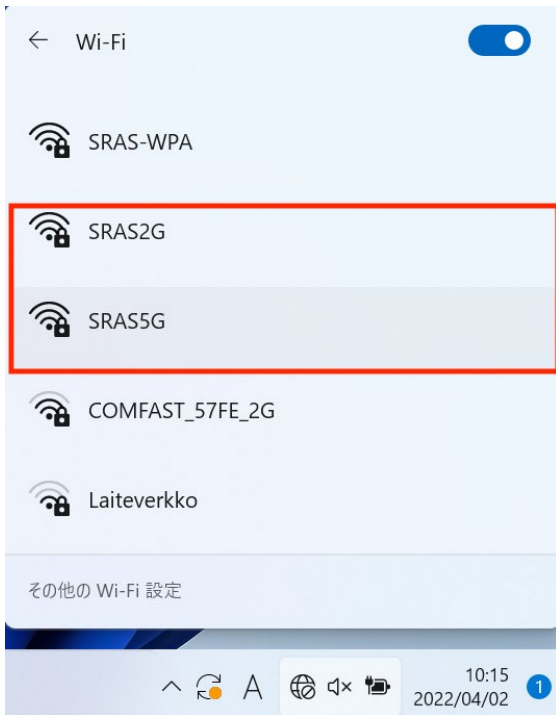 Wi-Fi
SRAS-WPA
SRAS2G
SRAS5G
COMFAST_57FE_2G
Laiteverkko
その他の Wi-Fi 設定
A
10:15
2022/04/02
1